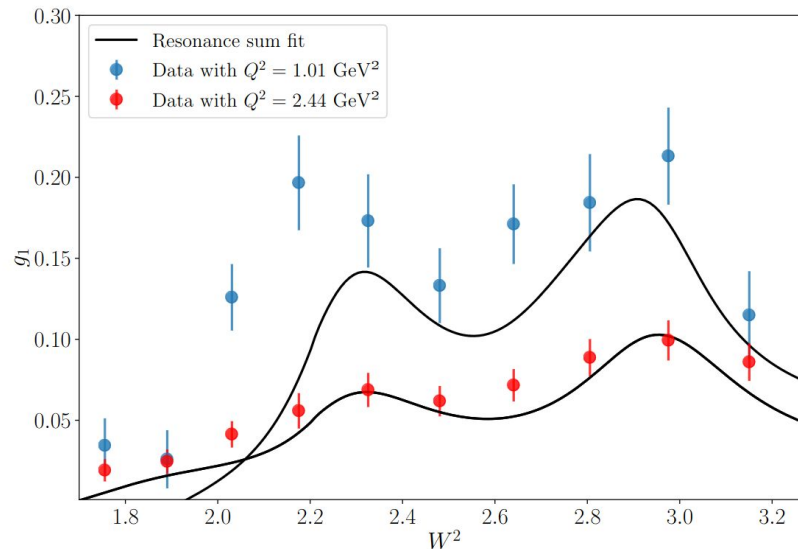 0.30
0.25
0.20
0.15
0.10
0.05
g₁
Resonance sum fit
Data with Q² = 1.01 GeV²
Data with Q² = 2.44 GeV²
1.8 2.0 2.2 2.4 2.6 2.8 3.0 3.2
W²